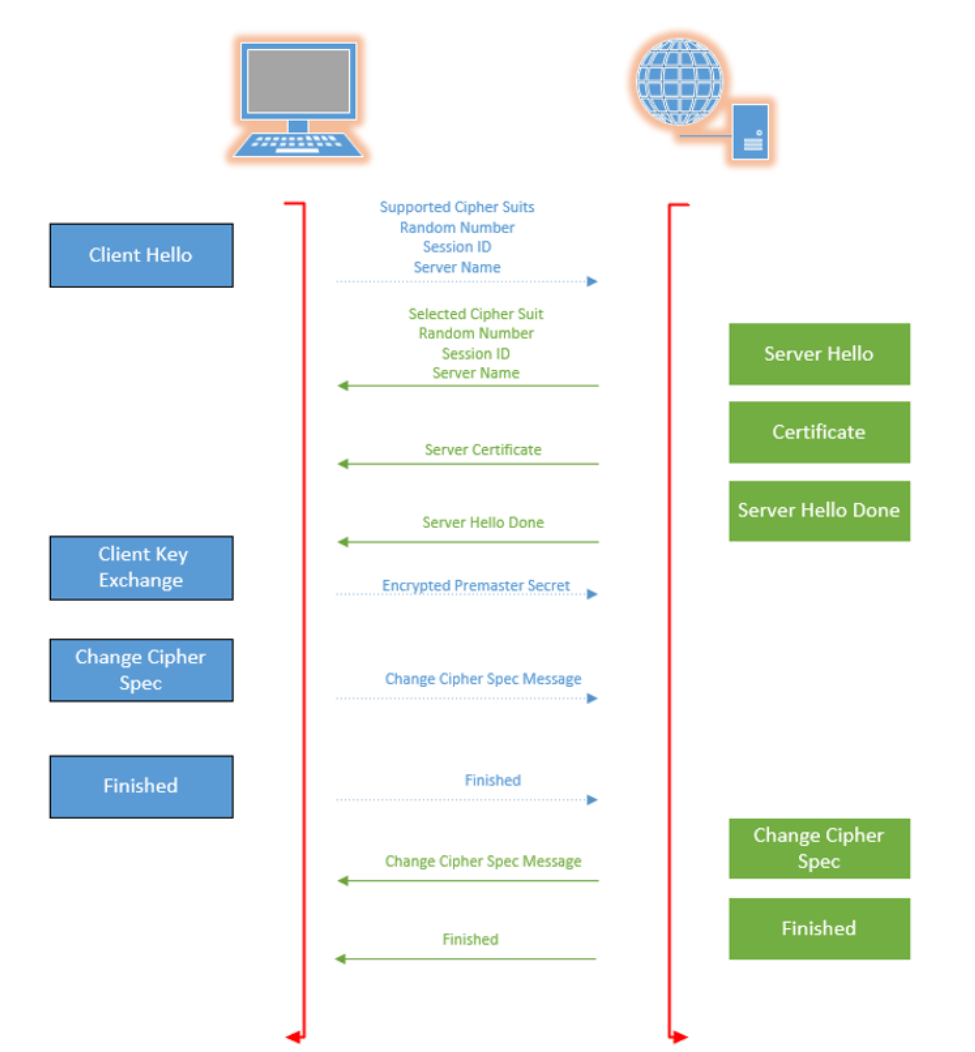 Supported Cipher Suits
Random Number
Session ID
Server Name
Client Hello
Selected Cipher Suit
Random Number
Session ID
Server Name
Server Hello
Certificate
Server Certificate
Server Hello Done
Server Hello Done
Client Key
Exchange
Encrypted Premaster Secret
Change Cipher
Spec
Change Cipher Spec Message
Finished
Finished
Change Cipher
Spec
Change Cipher Spec Message
Finished
Finished